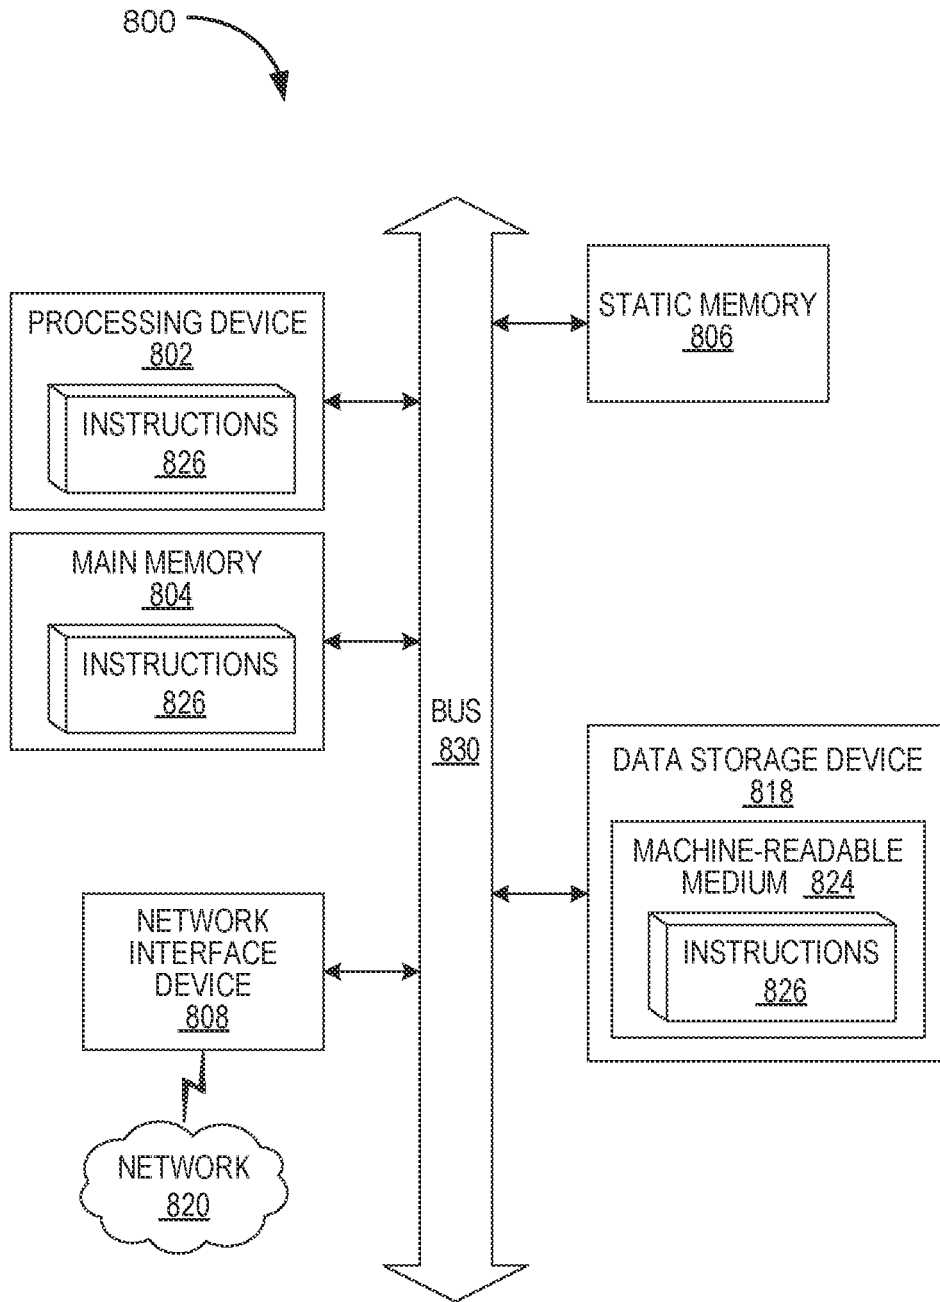 800
PROCESSING DEVICE
802
INSTRUCTIONS
826
MAIN MEMORY
804
INSTRUCTIONS
826
NETWORK
INTERFACE
DEVICE
808
NETWORK
820
BUS
830
STATIC MEMORY
806
DATA STORAGE DEVICE
818
MACHINE-READABLE
MEDIUM 824
INSTRUCTIONS
826